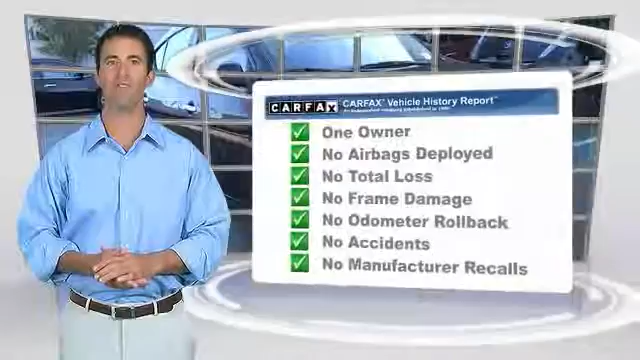 CARFAX CARFAX Vehicle History Report™
One Owner
No Airbags Deployed
No Total Loss
No Frame Damage
No Odometer Rollback
No Accidents
No Manufacturer Recalls